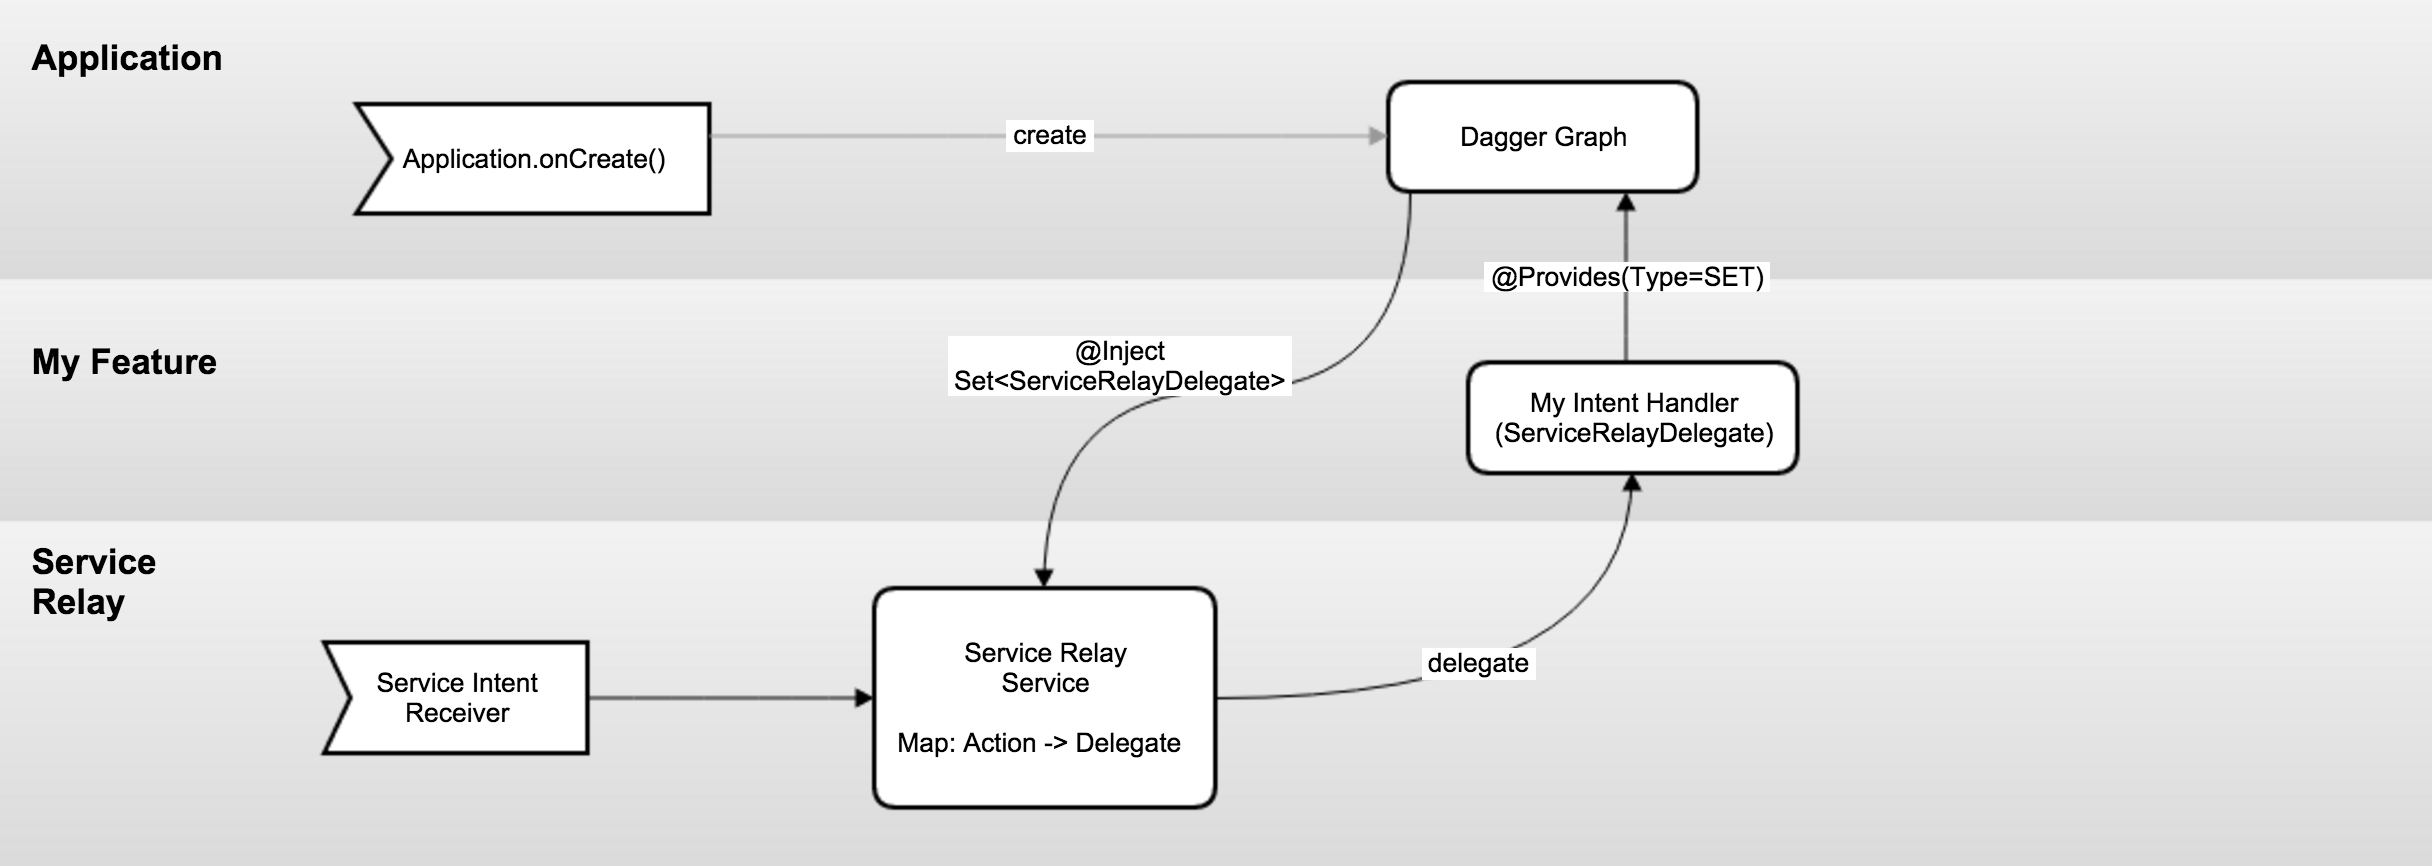 Application
Application.onCreate()
create
Dagger Graph
@Provides(Type=SET)
My Feature
@Inject
Set<ServiceRelayDelegate>
My Intent Handler
(ServiceRelayDelegate)
Service
Relay
Service Intent
Receiver
Service Relay
Service
Map: Action -> Delegate
delegate